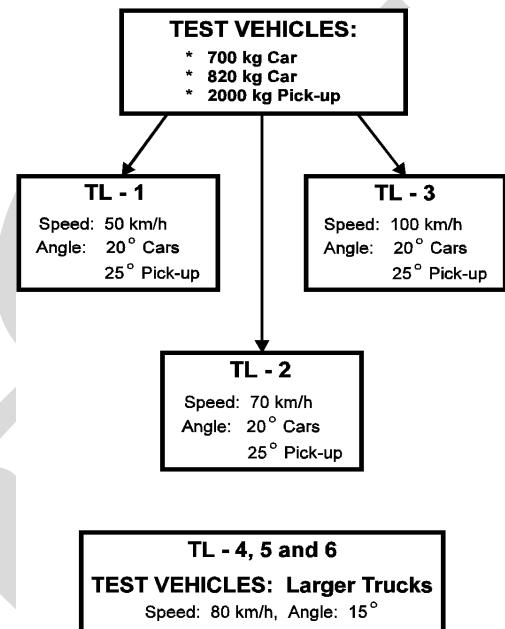 TEST VEHICLES:
* 700 kg Car
* 820 kg Car
* 2000 kg Pick-up
TL - 1
Speed: 50 km/h
Angle: 20° Cars
25° Pick-up
TL - 3
Speed: 100 km/h
Angle: 20° Cars
25° Pick-up
TL - 2
Speed: 70 km/h
Angle: 20° Cars
25° Pick-up
TL - 4, 5 and 6
TEST VEHICLES: Larger Trucks
Speed: 80 km/h, Angle: 15°